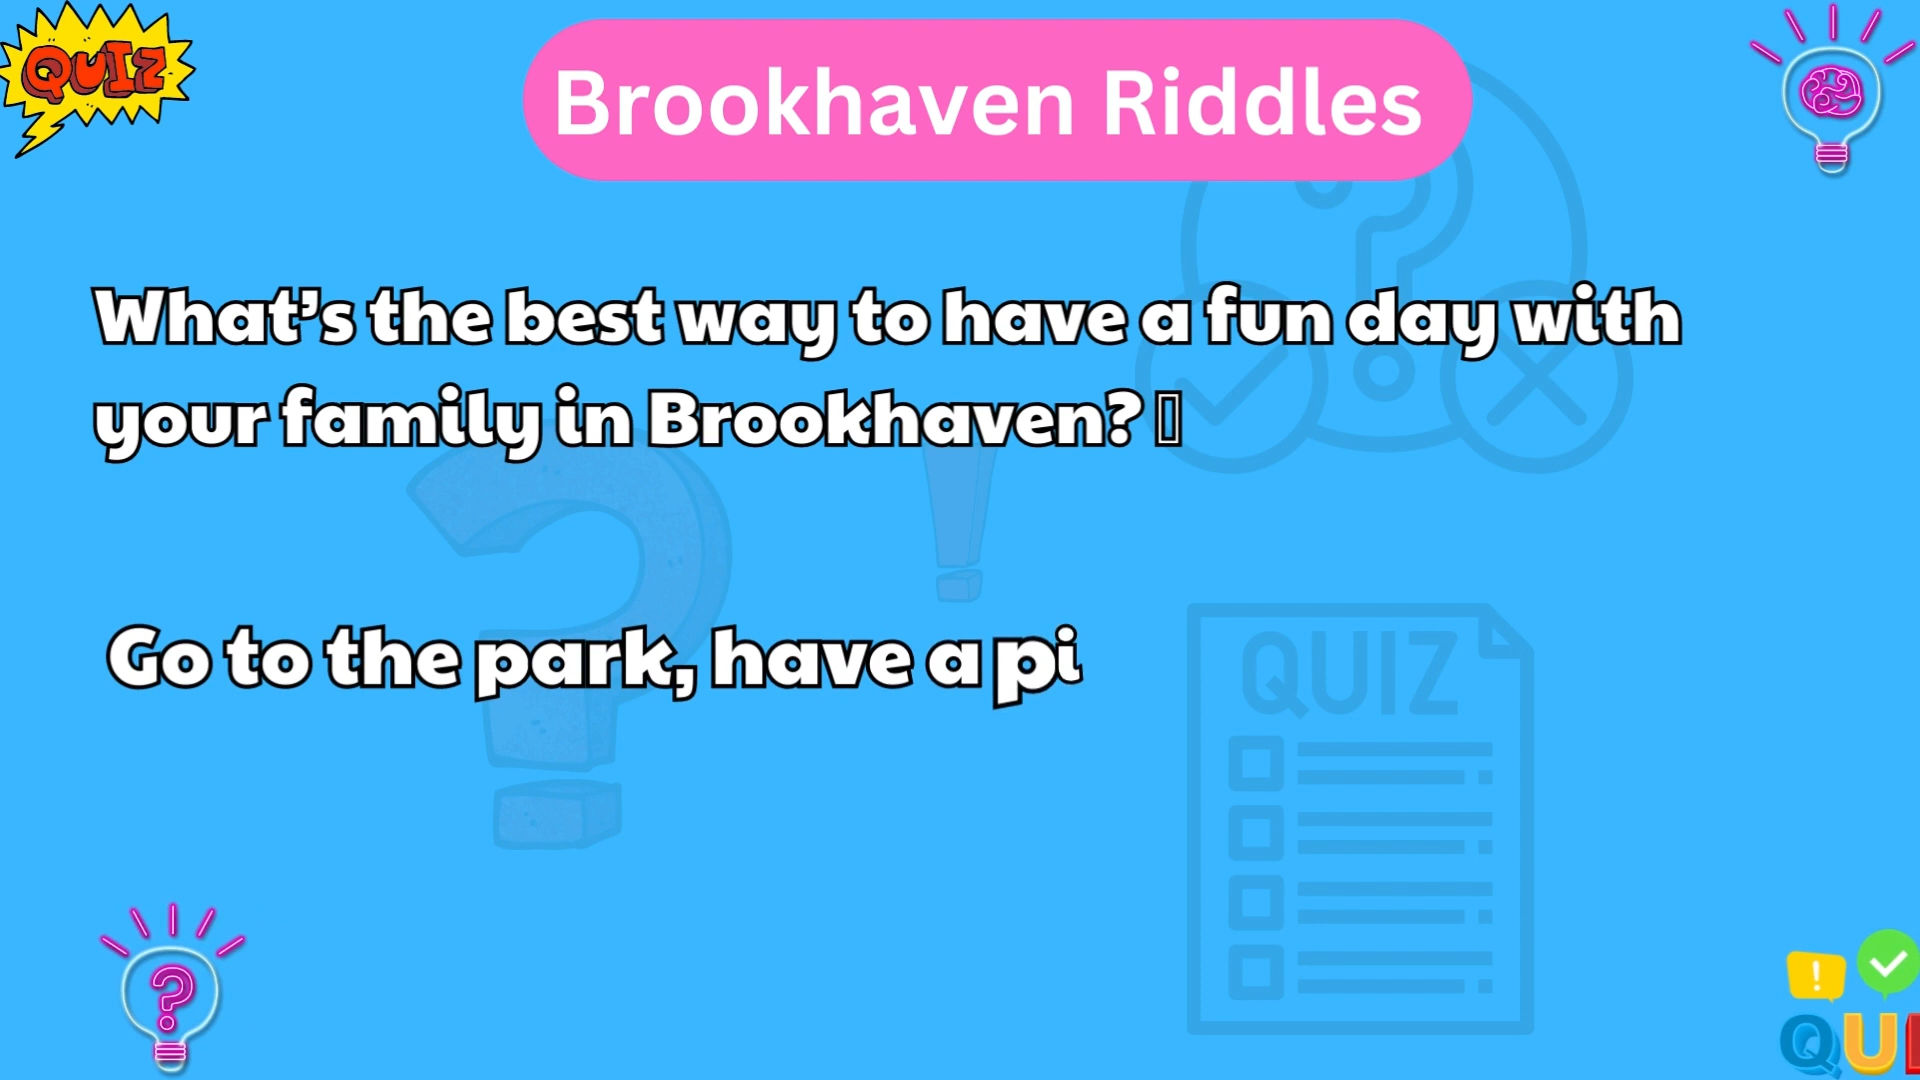 QUIZ
Brookhaven Riddles
What's the best way to have a fun day with
your family in Brookhaven?
Go to the park, have a pi
QUIZ
QU